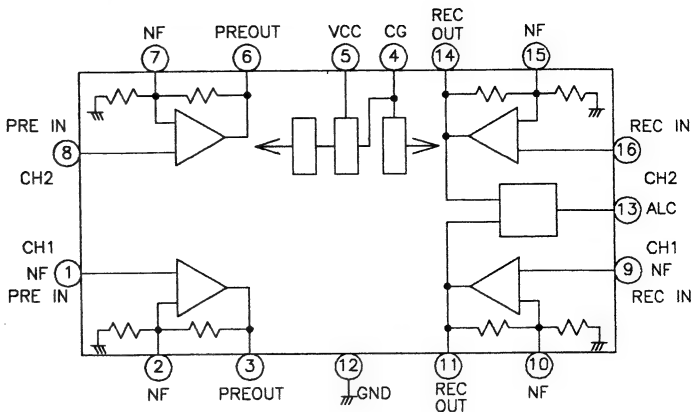 NF
PREOUT
VCC
CG
REC
OUT
NF
7
6
5
4
14
15
PRE IN
REC IN
8
16
CH2
CH2
13 ALC
CH1
CH1
NF 1
9 NF
PRE IN
REC IN
2
3
12
11
10
NF
PREOUT
GND
REC
OUT
NF